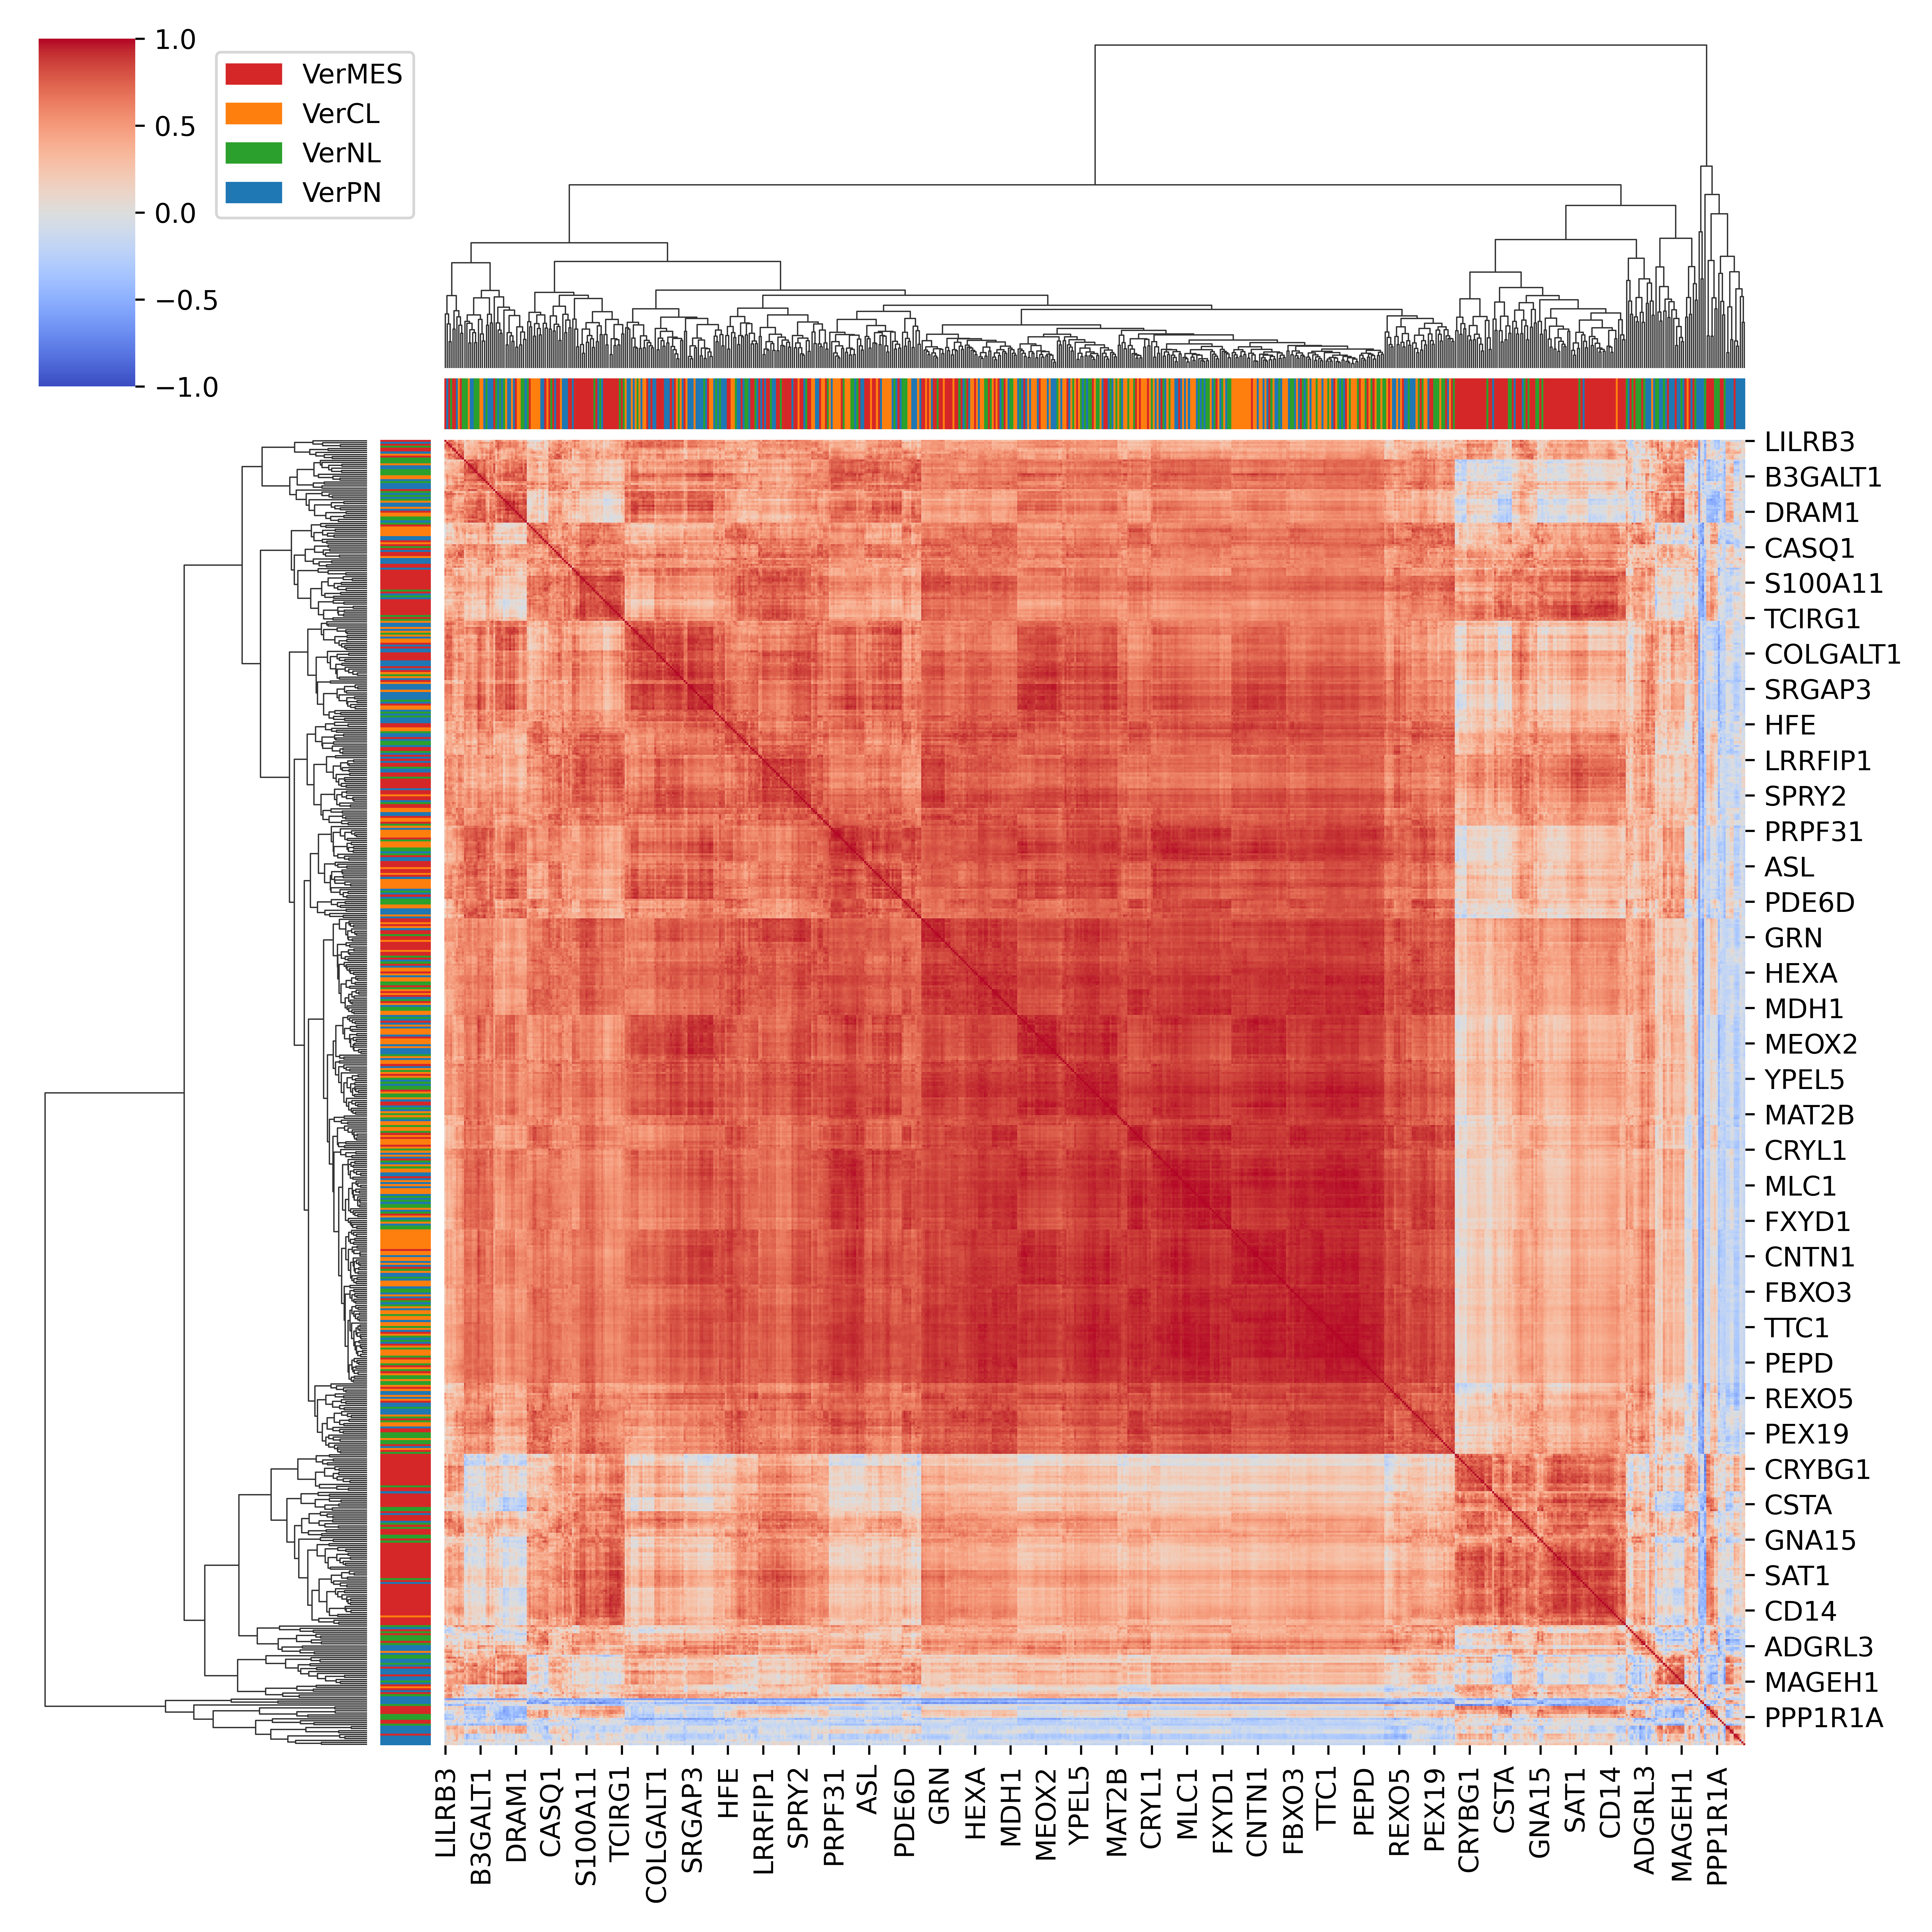 1.0
0.5
0.0
−0.5
−1.0
VerMES
VerCL
VerNL
VerPN
LILRB3
B3GALT1
DRAM1
CASQ1
S100A11
TCIRG1
COLGALT1
SRGAP3
HFE
LRRFIP1
SPRY2
PRPF31
ASL
PDE6D
GRN
HEXA
MDH1
MEOX2
YPEL5
MAT2B
CRYL1
MLC1
FXYD1
CNTN1
FBXO3
TTC1
PEPD
REXO5
PEX19
CRYBG1
CSTA
GNA15
SAT1
CD14
ADGRL3
MAGEH1
PPP1R1A
LILRB3
B3GALT1
DRAM1
CASQ1
S100A11
TCIRG1
COLGALT1
SRGAP3
HFE
LRRFIP1
SPRY2
PRPF31
ASL
PDE6D
GRN
HEXA
MDH1
MEOX2
YPEL5
MAT2B
CRYL1
MLC1
FXYD1
CNTN1
FBXO3
TTC1
PEPD
REXO5
PEX19
CRYBG1
CSTA
GNA15
SAT1
CD14
ADGRL3
MAGEH1
PPP1R1A